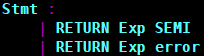 Stmt :
| RETURN Exp SEMI
| RETURN Exp error